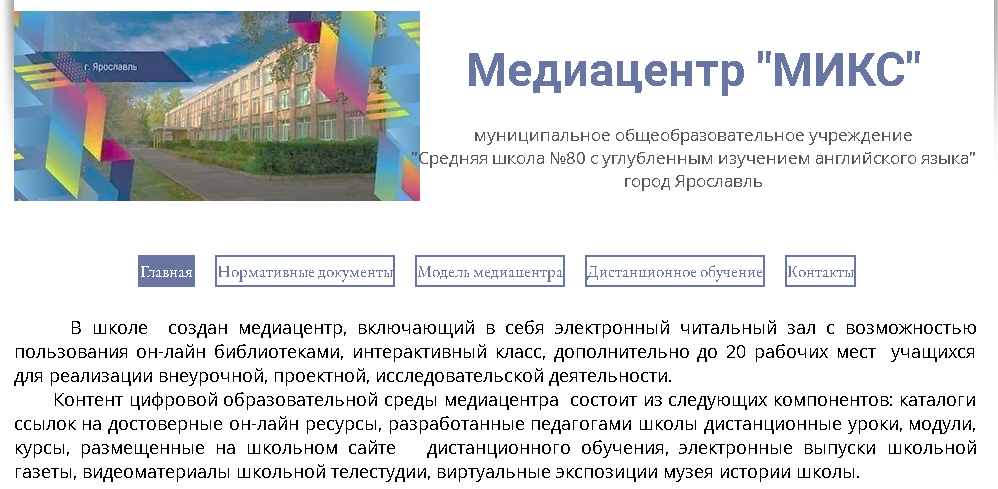 г. Ярославль
Медиацентр "МИКС"
муниципальное общеобразовательное учреждение
"Средняя школа №80 с углубленным изучением английского языка"
город Ярославль
Главная Нормативные документы Модель медиацентра Дистанционное обучение Контакты
В школе создан медиацентр, включающий в себя электронный читальный зал с возможностью
пользования он-лайн библиотеками, интерактивный класс, дополнительно до 20 рабочих мест учащихся
для реализации внеурочной, проектной, исследовательской деятельности.
Контент цифровой образовательной среды медиацентра состоит из следующих компонентов: каталоги
ссылок на достоверные он-лайн ресурсы, разработанные педагогами школы дистанционные уроки, модули,
курсы, размещенные на школьном сайте дистанционного обучения, электронные выпуски школьной
газеты, видеоматериалы школьной телестудии, виртуальные экспозиции музея истории школы.